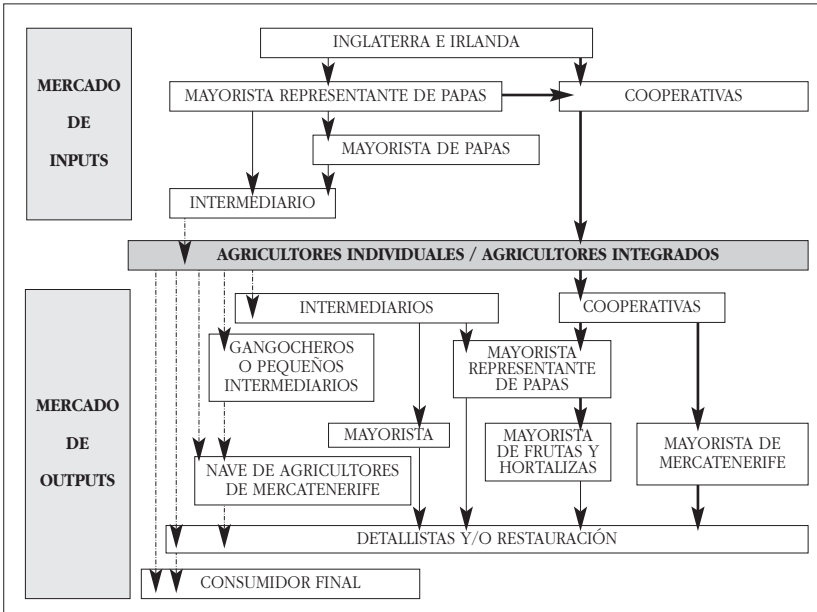 INGLATERRA E IRLANDA
MERCADO
DE
INPUTS
MAYORISTA REPRESENTANTE DE PAPAS
COOPERATIVAS
MAYORISTA DE PAPAS
INTERMEDIARIO
AGRICULTORES INDIVIDUALES / AGRICULTORES INTEGRADOS
MERCADO
DE
OUTPUTS
INTERMEDIARIOS
COOPERATIVAS
GANGOCHEROS
O PEQUEÑOS
INTERMEDIARIOS
MAYORISTA
REPRESENTANTE
DE PAPAS
MAYORISTA
MAYORISTA
DE FRUTAS Y
HORTALIZAS
MAYORISTA DE
MERCATENERIFE
NAVE DE AGRICULTORES
DE MERCATENERIFE
DETALLISTAS Y/O RESTAURACIÓN
CONSUMIDOR FINAL